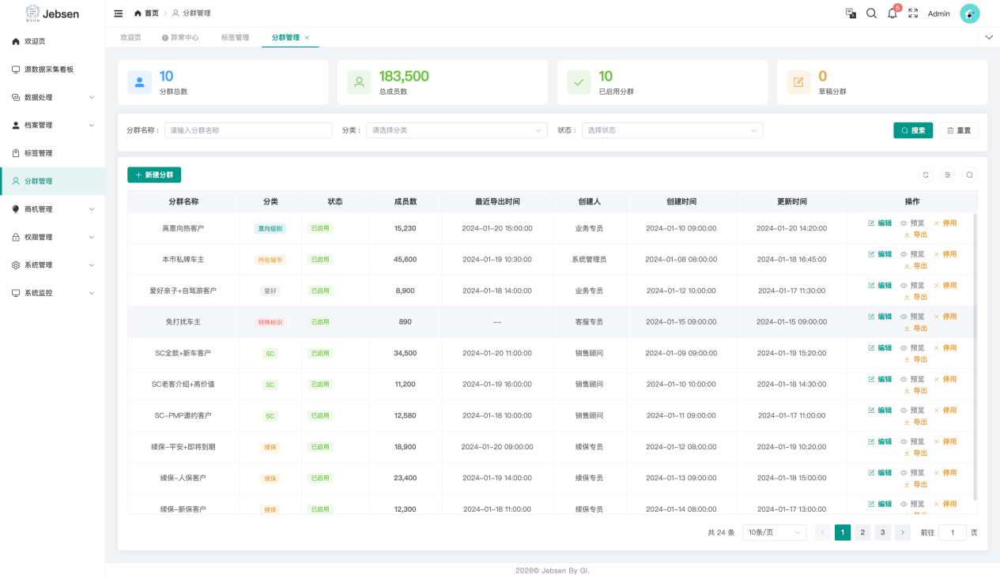 Jebsen
首页 分群管理
5
Admin
欢迎页 异常中心 标签管理 分群管理
欢迎页
源数据采集看板
数据处理
档案管理
标签管理
分群管理
商机管理
权限管理
系统管理
系统监控
10
分群总数
183,500
总成员数
10
已启用分群
0
草稿分群
分群名称： 请输入分群名称 分类： 请选择分类 状态： 选择状态 搜索 重置
新建分群
分群名称 分类 状态 成员数 最近导出时间 创建人 创建时间 更新时间 操作
高意向热客户 意向级别 已启用 15,230 2024-01-20 15:00:00 业务专员 2024-01-10 09:00:00 2024-01-20 14:20:00 编辑 预览 停用
导出
本市私牌车主 所在城市 已启用 45,600 2024-01-19 10:30:00 系统管理员 2024-01-08 08:00:00 2024-01-18 16:45:00 编辑 预览 停用
导出
爱好亲子+自驾游客户 爱好 已启用 8,900 2024-01-18 14:00:00 业务专员 2024-01-12 10:00:00 2024-01-17 11:30:00 编辑 预览 停用
导出
免打扰车主 特殊标识 已启用 890 -- 客服专员 2024-01-15 09:00:00 2024-01-15 09:00:00 编辑 预览 停用
导出
SC全款+新车客户 SC 已启用 34,500 2024-01-20 11:00:00 销售顾问 2024-01-09 09:00:00 2024-01-19 15:20:00 编辑 预览 停用
导出
SC老客介绍+高价值 SC 已启用 11,200 2024-01-19 16:00:00 销售顾问 2024-01-10 10:00:00 2024-01-18 14:30:00 编辑 预览 停用
导出
SC-PMP邀约客户 SC 已启用 12,580 2024-01-18 10:00:00 销售顾问 2024-01-11 09:00:00 2024-01-17 11:00:00 编辑 预览 停用
导出
续保-平安+即将到期 续保 已启用 18,900 2024-01-20 09:00:00 续保专员 2024-01-12 08:00:00 2024-01-19 10:20:00 编辑 预览 停用
导出
续保-人保客户 续保 已启用 23,400 2024-01-19 14:00:00 续保专员 2024-01-13 09:00:00 2024-01-18 15:00:00 编辑 预览 停用
导出
续保-新保客户 续保 已启用 12,300 2024-01-18 11:00:00 续保专员 2024-01-14 08:00:00 2024-01-17 13:00:00 编辑 预览 停用
共 24 条 10条/页 1 2 3 前往 1 页
2026© Jebsen By GI.